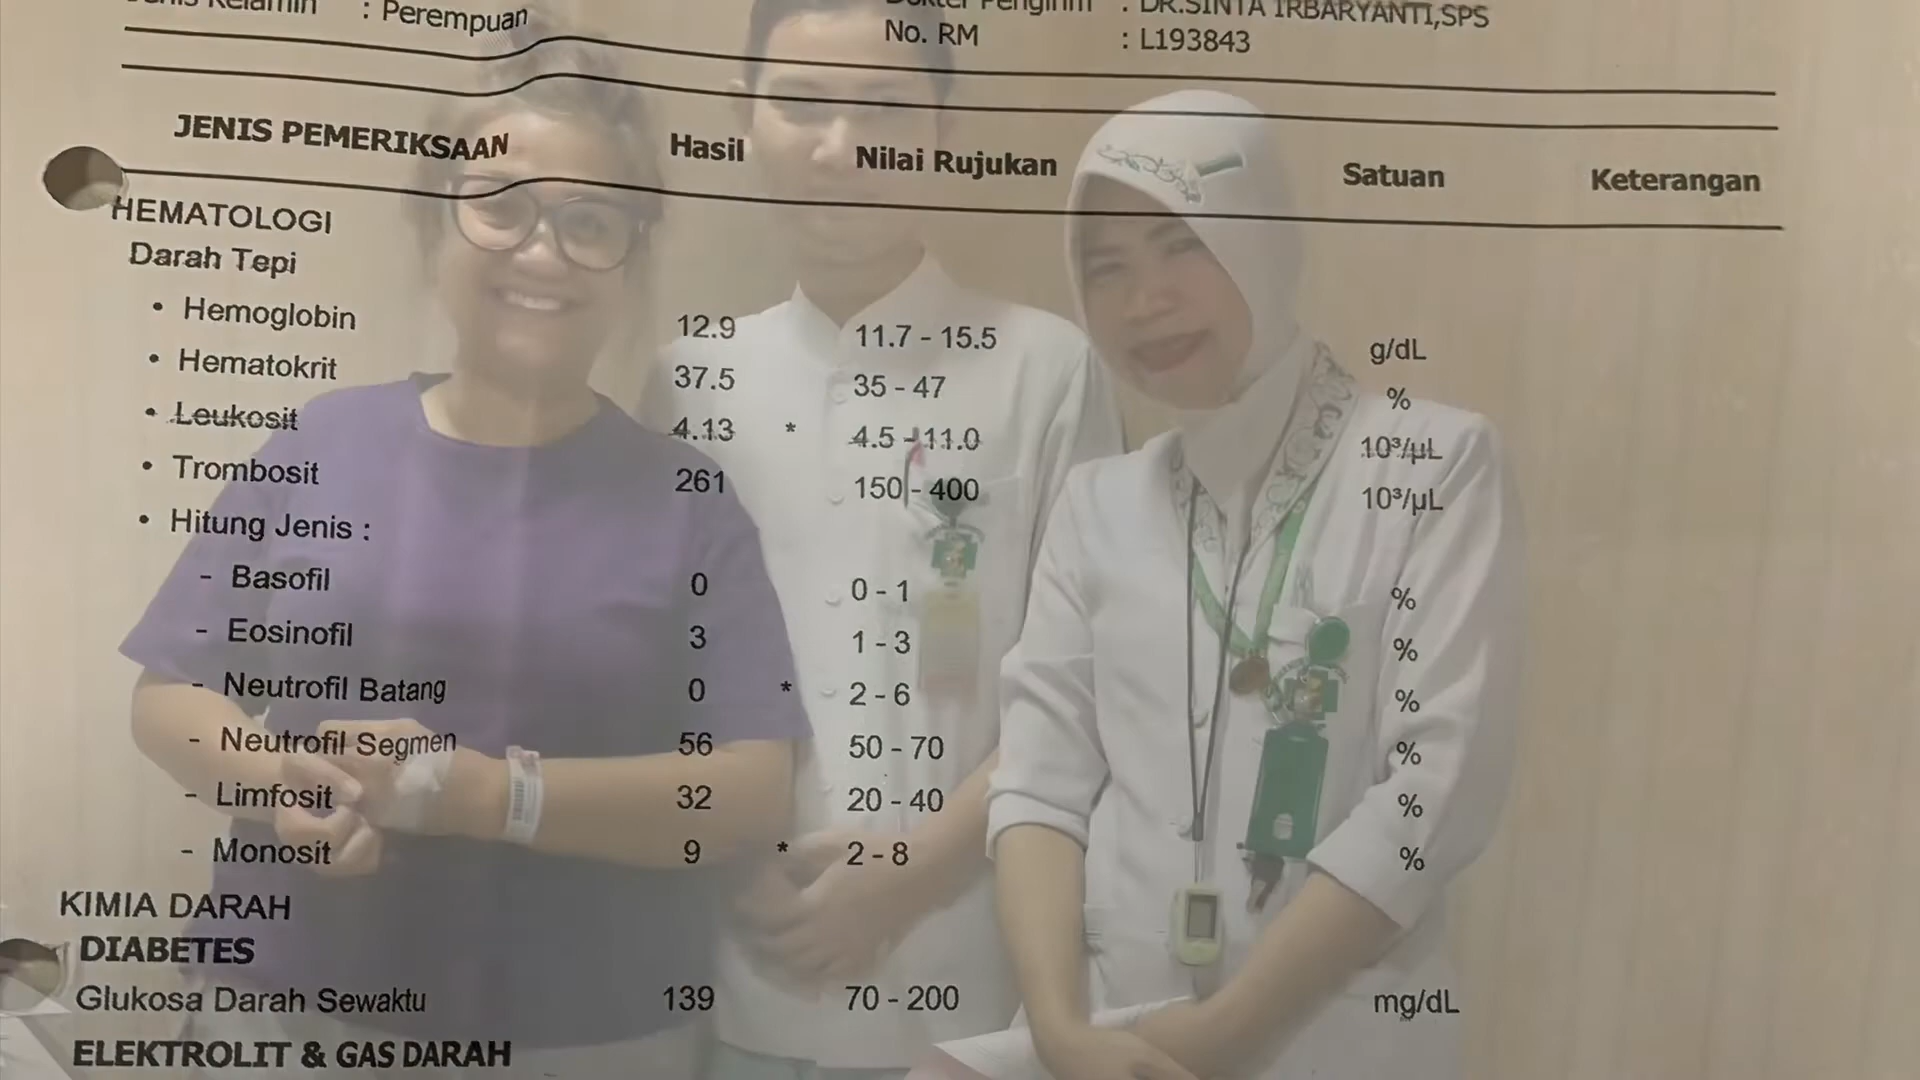 : Perempuan
: DR.SINTA IRBARYANTI,SPS
No. RM : L193843
JENIS PEMERIKSAAN Hasil Nilai Rujukan Satuan Keterangan
HEMATOLOGI
Darah Tepi
• Hemoglobin 12.9 11.7 - 15.5 g/dL
• Hematokrit 37.5 35 - 47 %
• Leukosit 4.13 * 4.5 - 11.0 10³/µL
• Trombosit 261 150 - 400 10³/µL
• Hitung Jenis :
- Basofil 0 0 - 1 %
- Eosinofil 3 1 - 3 %
- Neutrofil Batang 0 * 2 - 6 %
- Neutrofil Segmen 56 50 - 70 %
- Limfosit 32 20 - 40 %
- Monosit 9 * 2 - 8 %
KIMIA DARAH
DIABETES
Glukosa Darah Sewaktu 139 70 - 200 mg/dL
ELEKTROLIT & GAS DARAH